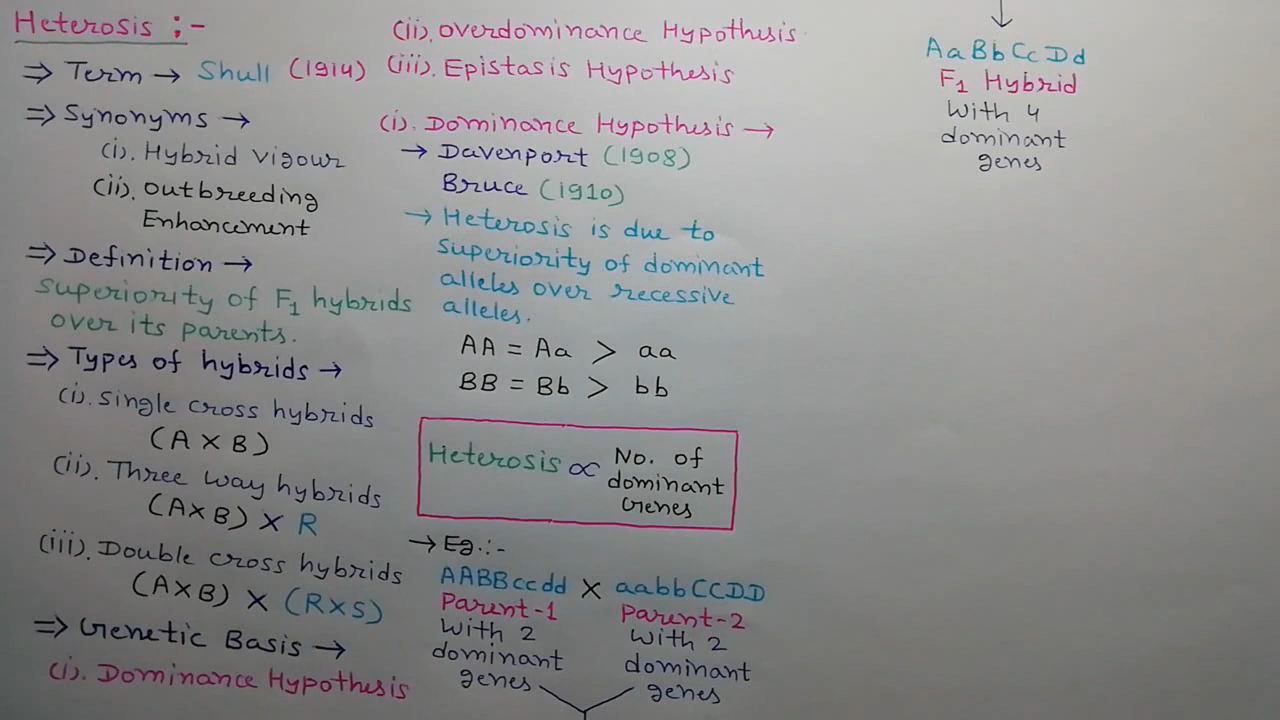 Heterosis :-
⇒ Term → Shull (1914)
⇒ Synonyms →
(i). Hybrid vigour
(ii). Outbreeding
Enhancement
⇒ Definition →
Superiority of F₁ hybrids
over its parents.
⇒ Types of hybrids →
(i). Single cross hybrids
(A X B)
(ii). Three way hybrids
(AXB) X R
(iii). Double cross hybrids
(AXB) X (RXS)
⇒ Genetic Basis →
(i). Dominance Hypothesis
(ii). Overdominance Hypothesis
(iii). Epistasis Hypothesis
(i). Dominance Hypothesis →
→ Davenport (1908)
Bruce (1910)
→ Heterosis is due to
superiority of dominant
alleles over recessive
alleles.
AA = Aa > aa
BB = Bb > bb
Heterosis ∝ No. of
dominant
Genes
→ Eg.:-
AABBccdd X aabbCCDD
Parent-1 Parent-2
With 2 With 2
dominant dominant
genes genes
↓
AaBbCcDd
F₁ Hybrid
With 4
dominant
genes